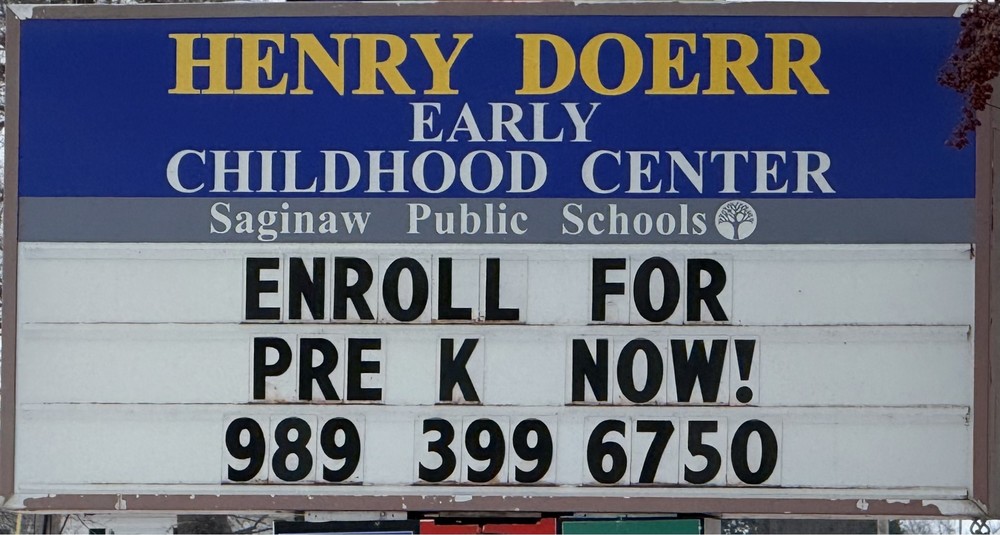 HENRY DOERR
EARLY
CHILDHOOD CENTER
Saginaw Public Schools
ENROLL FOR
PRE K NOW!
989 399 6750